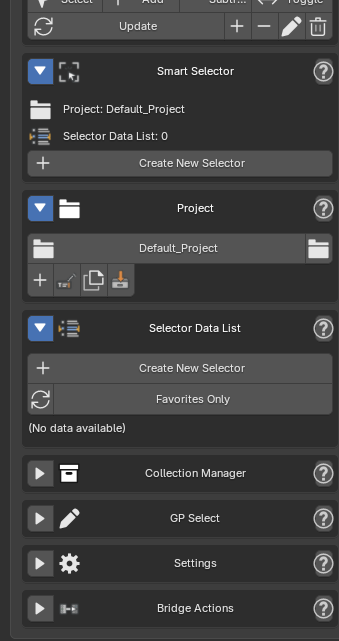 Select Add Subtr... Toggle
Update
Smart Selector
Project: Default_Project
Selector Data List: 0
Create New Selector
Project
Default_Project
Selector Data List
Create New Selector
Favorites Only
(No data available)
Collection Manager
GP Select
Settings
Bridge Actions